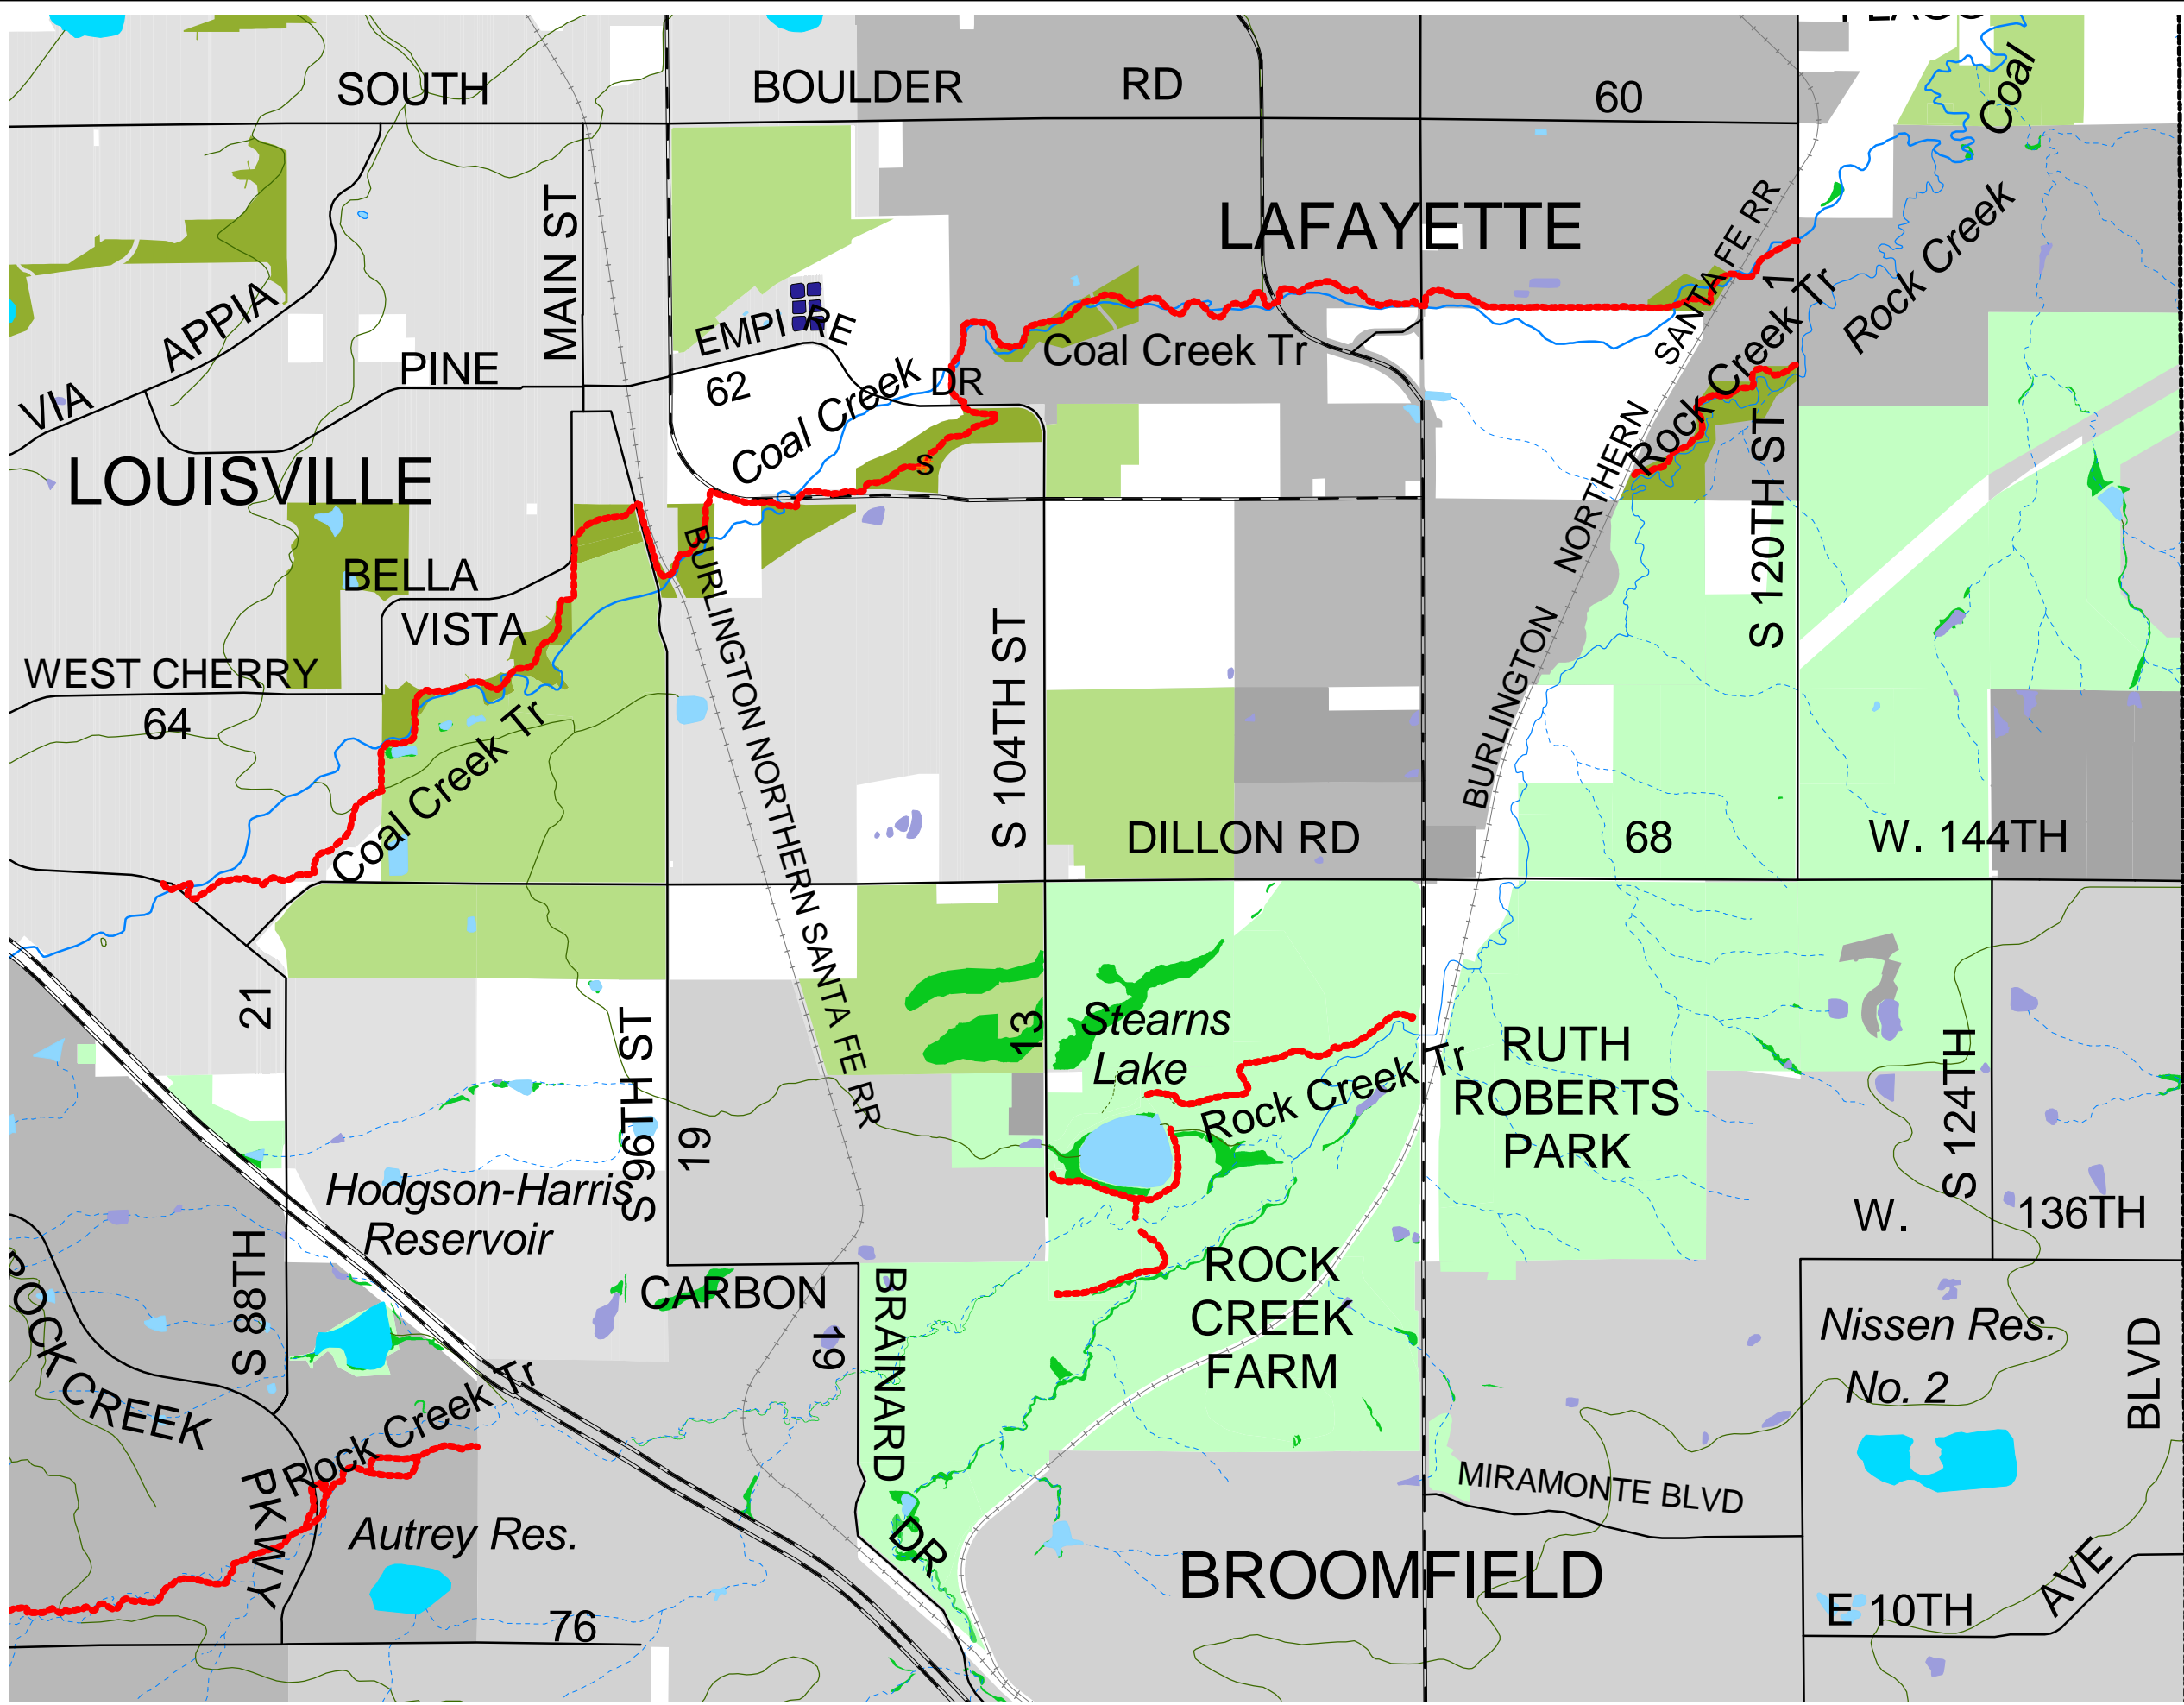 SOUTH BOULDER RD 60
Coal
LAFAYETTE
MAIN ST
SANTA FE RR
Rock Creek
VIA APPIA
PINE
EMPIRE
62
DR
Coal Creek
Coal Creek Tr
Rock Creek Tr
1
S
LOUISVILLE
BELLA
VISTA
WEST CHERRY
64
Coal Creek Tr
BURLINGTON NORTHERN SANTA FE RR
S 104TH ST
BURLINGTON NORTHERN
S 120TH ST
DILLON RD
68
W. 144TH
21
S 96TH ST
19
13
Stearns
Lake
Rock Creek Tr
RUTH
ROBERTS
PARK
S 124TH
W. 136TH
Hodgson-Harris
Reservoir
S 88TH
CARBON
19
BRAINARD
DR
ROCK
CREEK
FARM
Nissen Res.
No. 2
BLVD
ROCK CREEK
PKWY
Rock Creek Tr
Autrey Res.
76
MIRAMONTE BLVD
BROOMFIELD
E 10TH
AVE